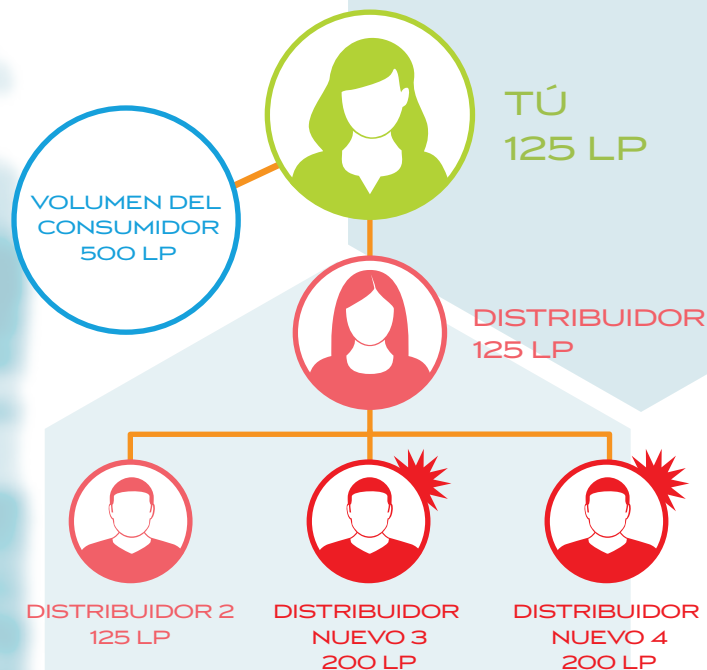 TÚ
125 LP
VOLUMEN DEL
CONSUMIDOR
500 LP
DISTRIBUIDOR
125 LP
DISTRIBUIDOR 2
125 LP
DISTRIBUIDOR
NUEVO 3
200 LP
DISTRIBUIDOR
NUEVO 4
200 LP